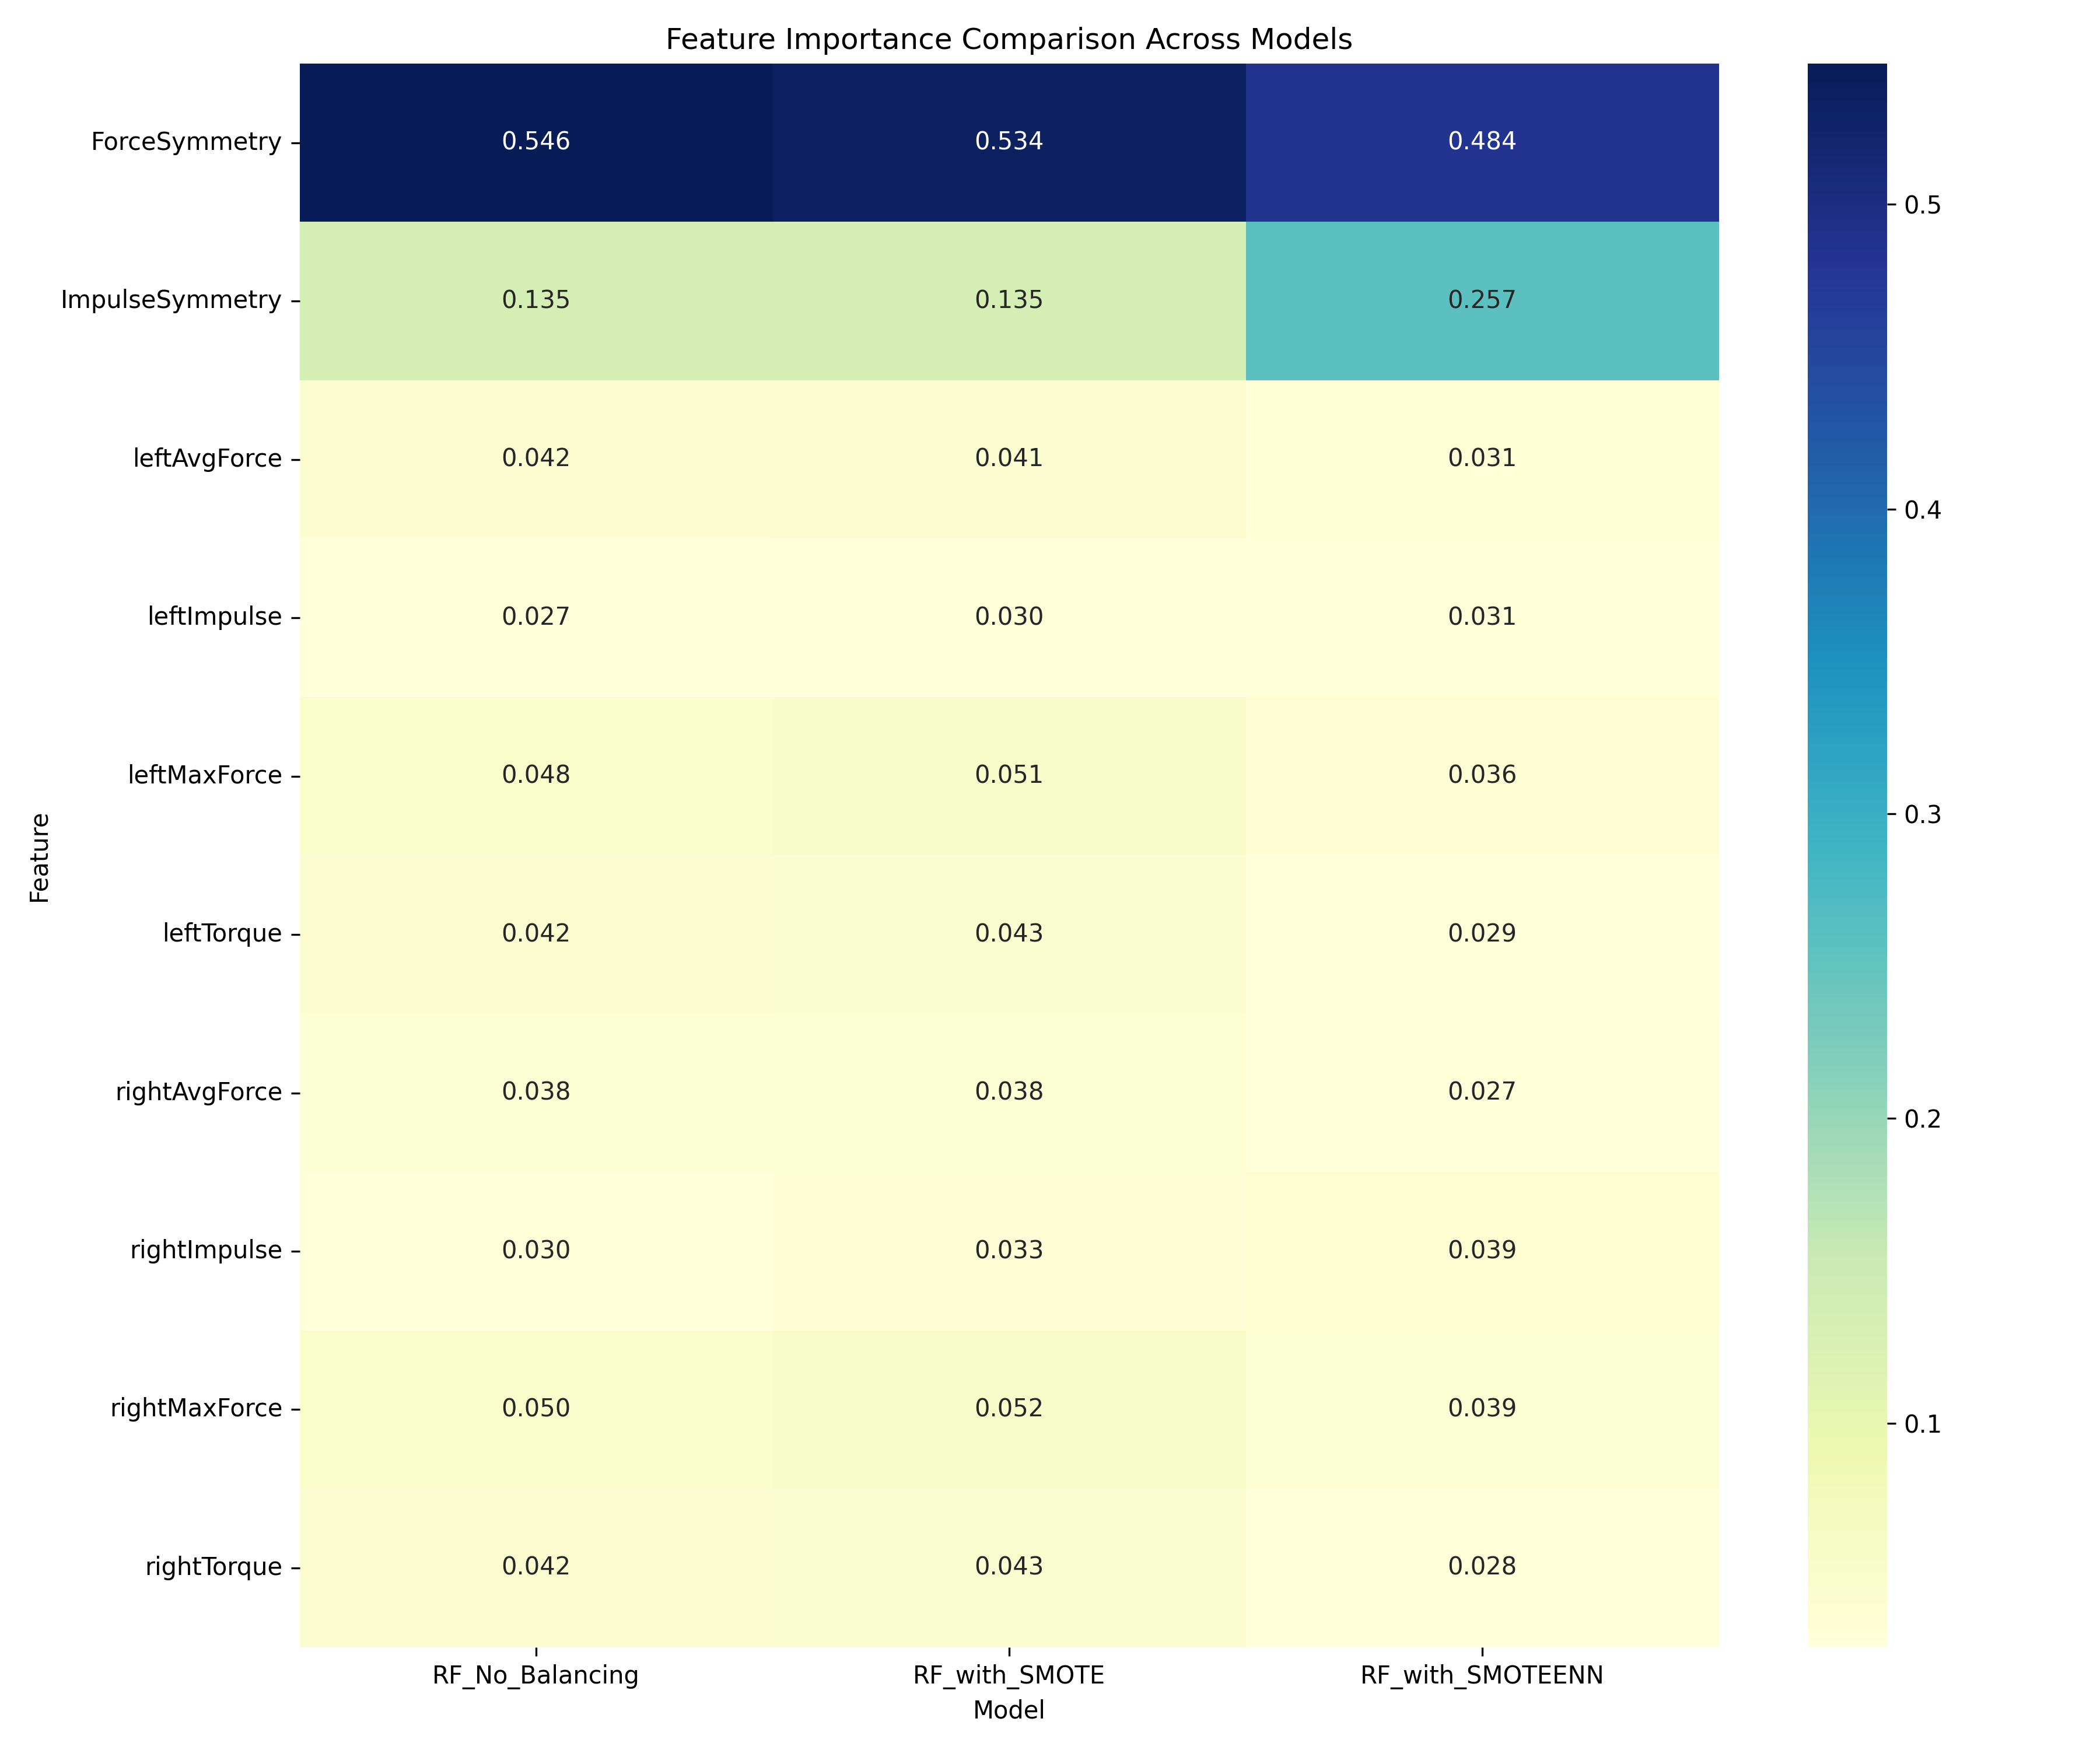 Feature Importance Comparison Across Models
ForceSymmetry 0.546 0.534 0.484
ImpulseSymmetry 0.135 0.135 0.257
leftAvgForce 0.042 0.041 0.031
leftImpulse 0.027 0.030 0.031
leftMaxForce 0.048 0.051 0.036
leftTorque 0.042 0.043 0.029
rightAvgForce 0.038 0.038 0.027
rightImpulse 0.030 0.033 0.039
rightMaxForce 0.050 0.052 0.039
rightTorque 0.042 0.043 0.028
RF_No_Balancing RF_with_SMOTE RF_with_SMOTEENN
Model
Feature
0.5
0.4
0.3
0.2
0.1